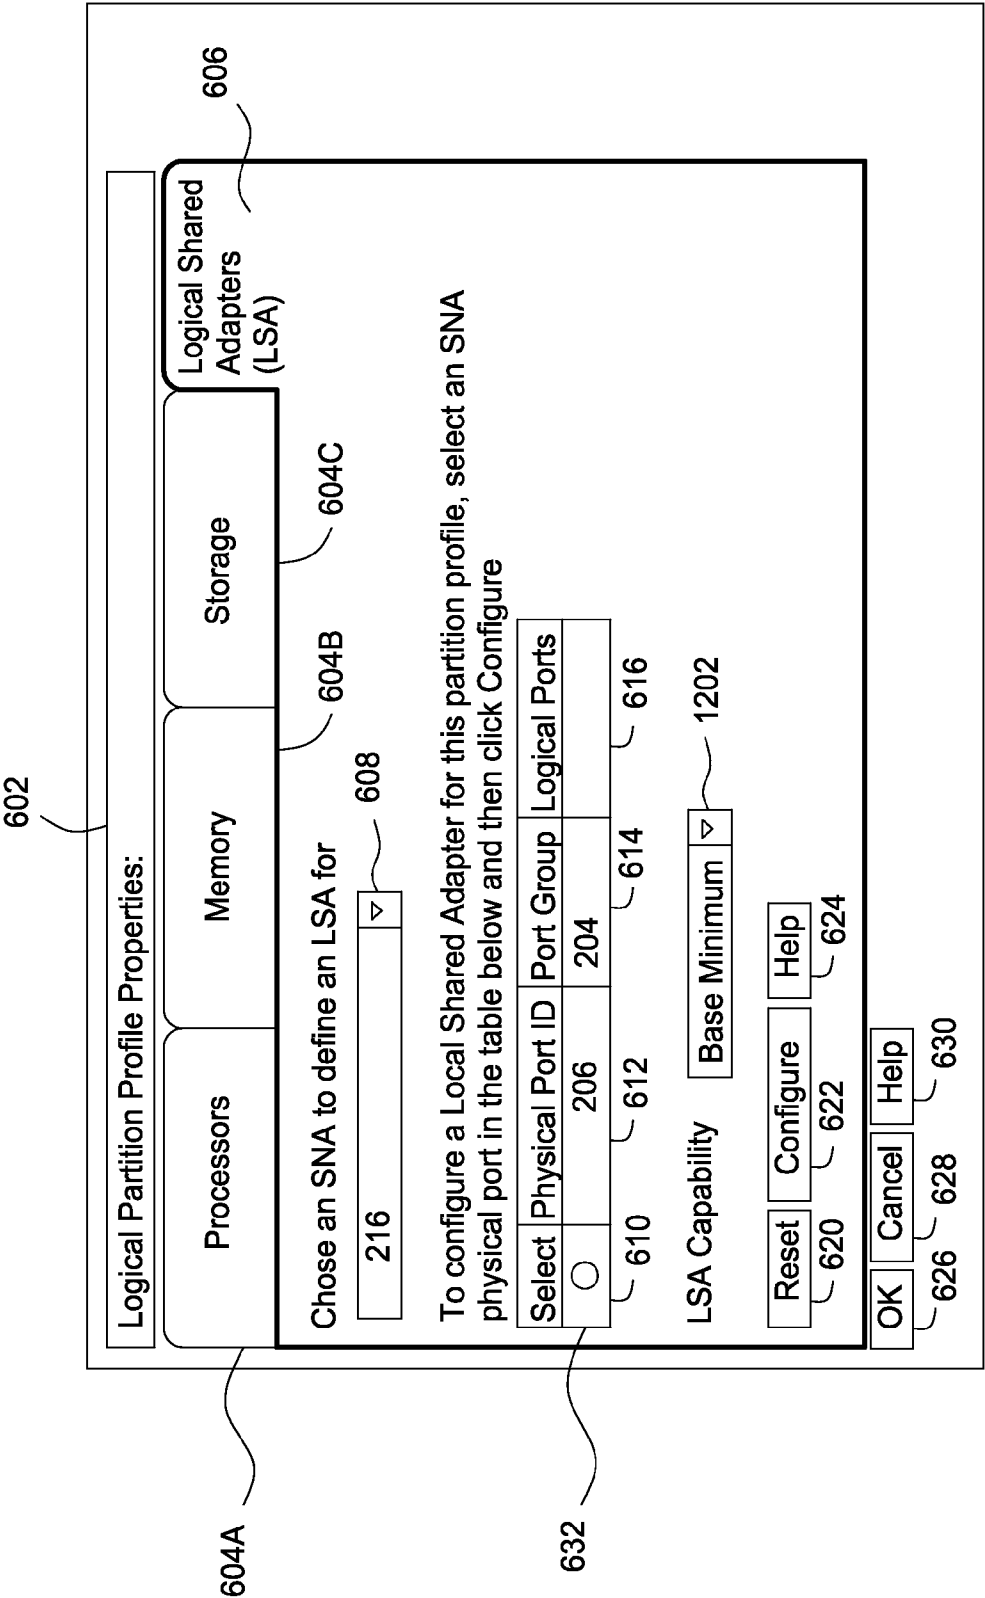 602
Logical Partition Profile Properties:
604A
Processors
Memory
Storage
Logical Shared
Adapters
(LSA)
606
604B
604C
Chose an SNA to define an LSA for
216
608
To configure a Local Shared Adapter for this partition profile, select an SNA
physical port in the table below and then click Configure
632
Select Physical Port ID Port Group Logical Ports
206 204
610 612 614 616
LSA Capability
Base Minimum
1202
Reset Configure Help
620 622 624
OK Cancel Help
626 628 630